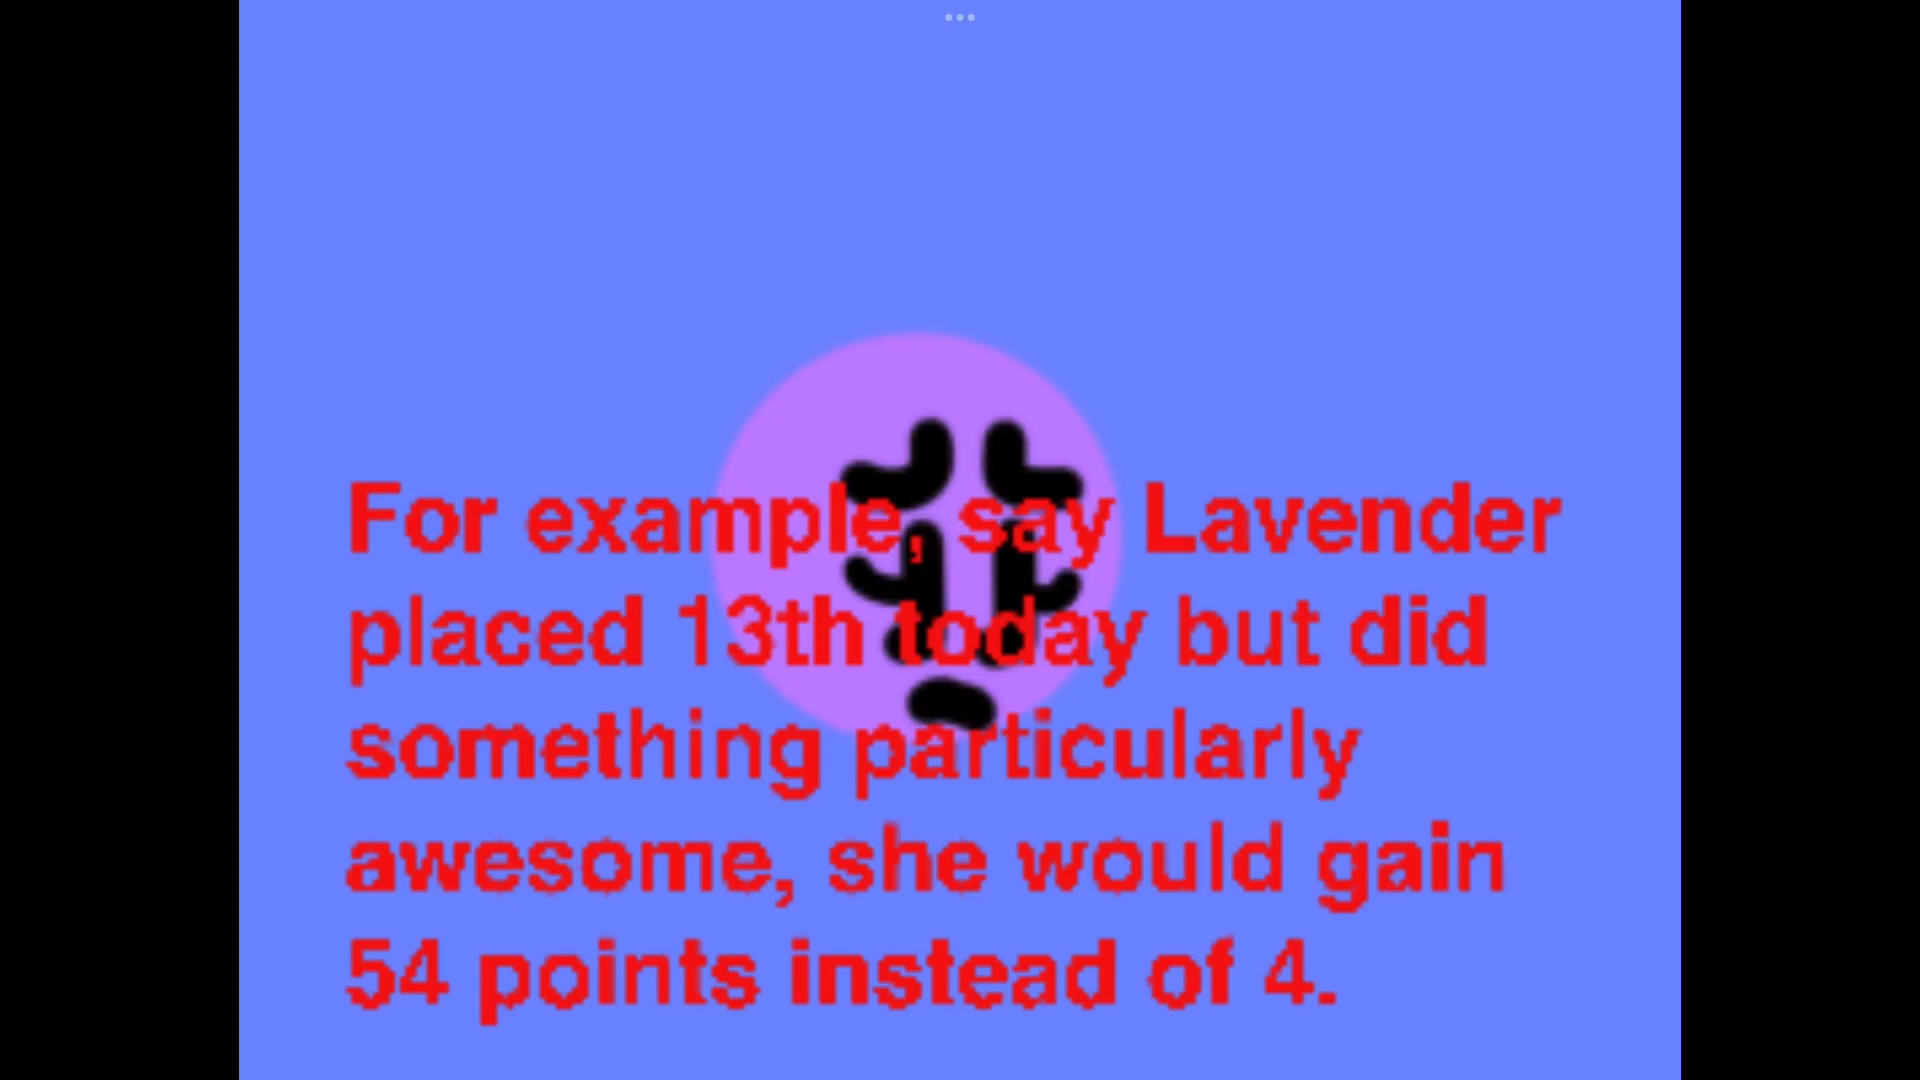 For example, say Lavender
placed 13th today but did
something particularly
awesome, she would gain
54 points instead of 4.